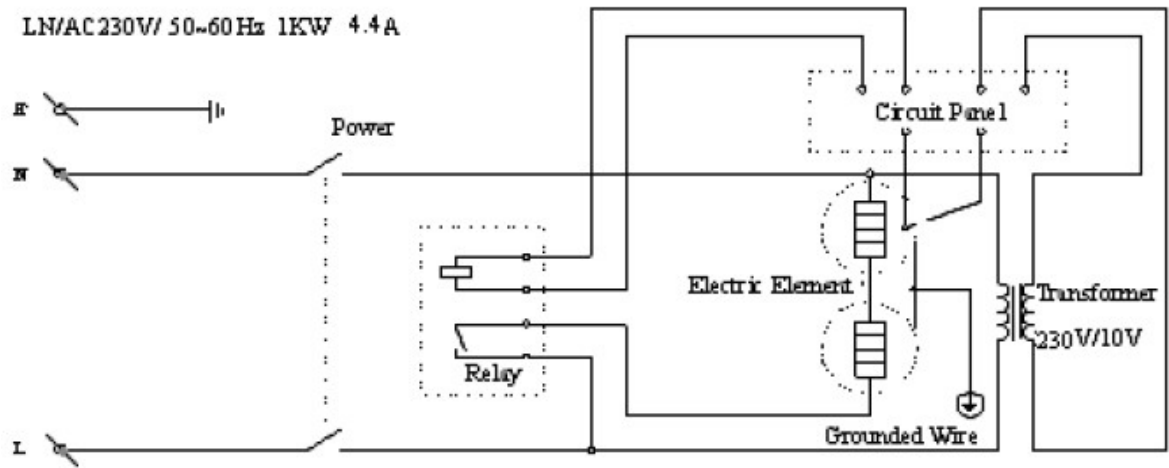 LN/AC230V/ 50~60Hz 1KW 4.4A
E
Power
Circuit Panel
N
Electric Element
Transformer
230V/10V
Relay
Grounded Wire
L